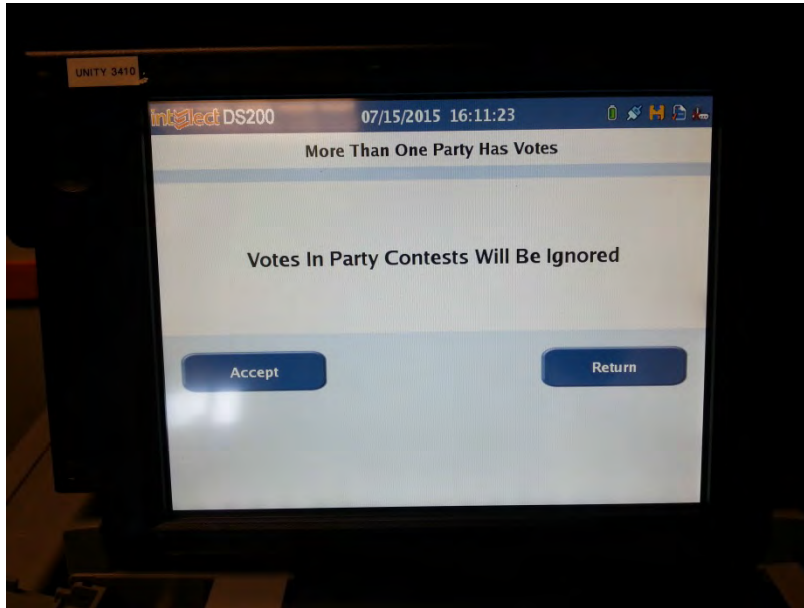 UNITY 3410
intElect DS200 07/15/2015 16:11:23
More Than One Party Has Votes
Votes In Party Contests Will Be Ignored
Accept Return